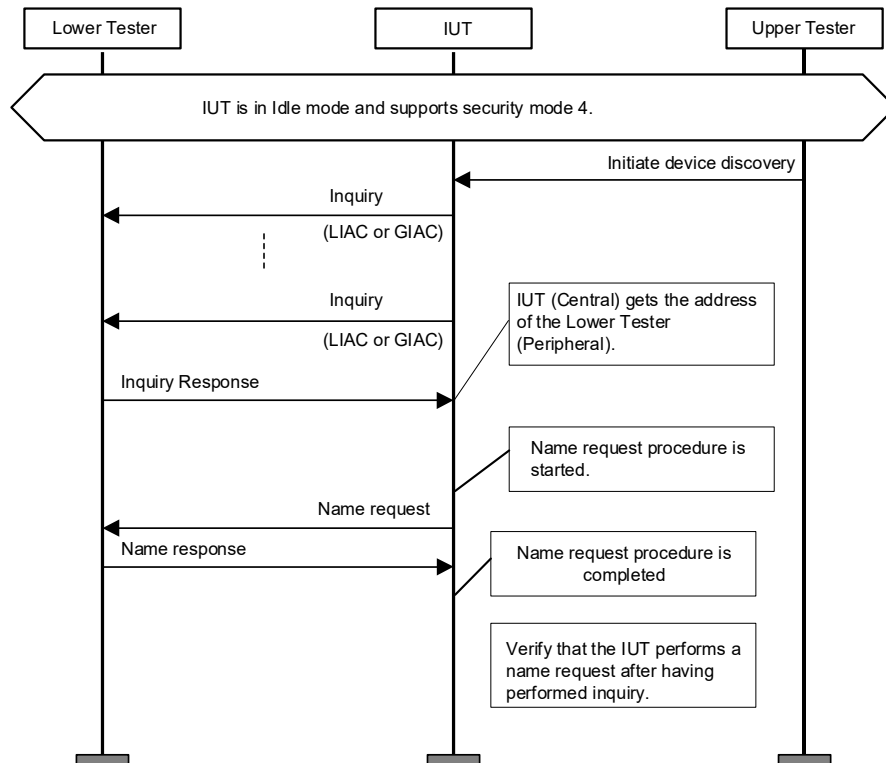 Lower Tester
IUT
Upper Tester
IUT is in Idle mode and supports security mode 4.
Initiate device discovery
Inquiry
(LIAC or GIAC)
Inquiry
(LIAC or GIAC)
IUT (Central) gets the address
of the Lower Tester
(Peripheral).
Inquiry Response
Name request procedure is
started.
Name request
Name response
Name request procedure is
completed
Verify that the IUT performs a
name request after having
performed inquiry.